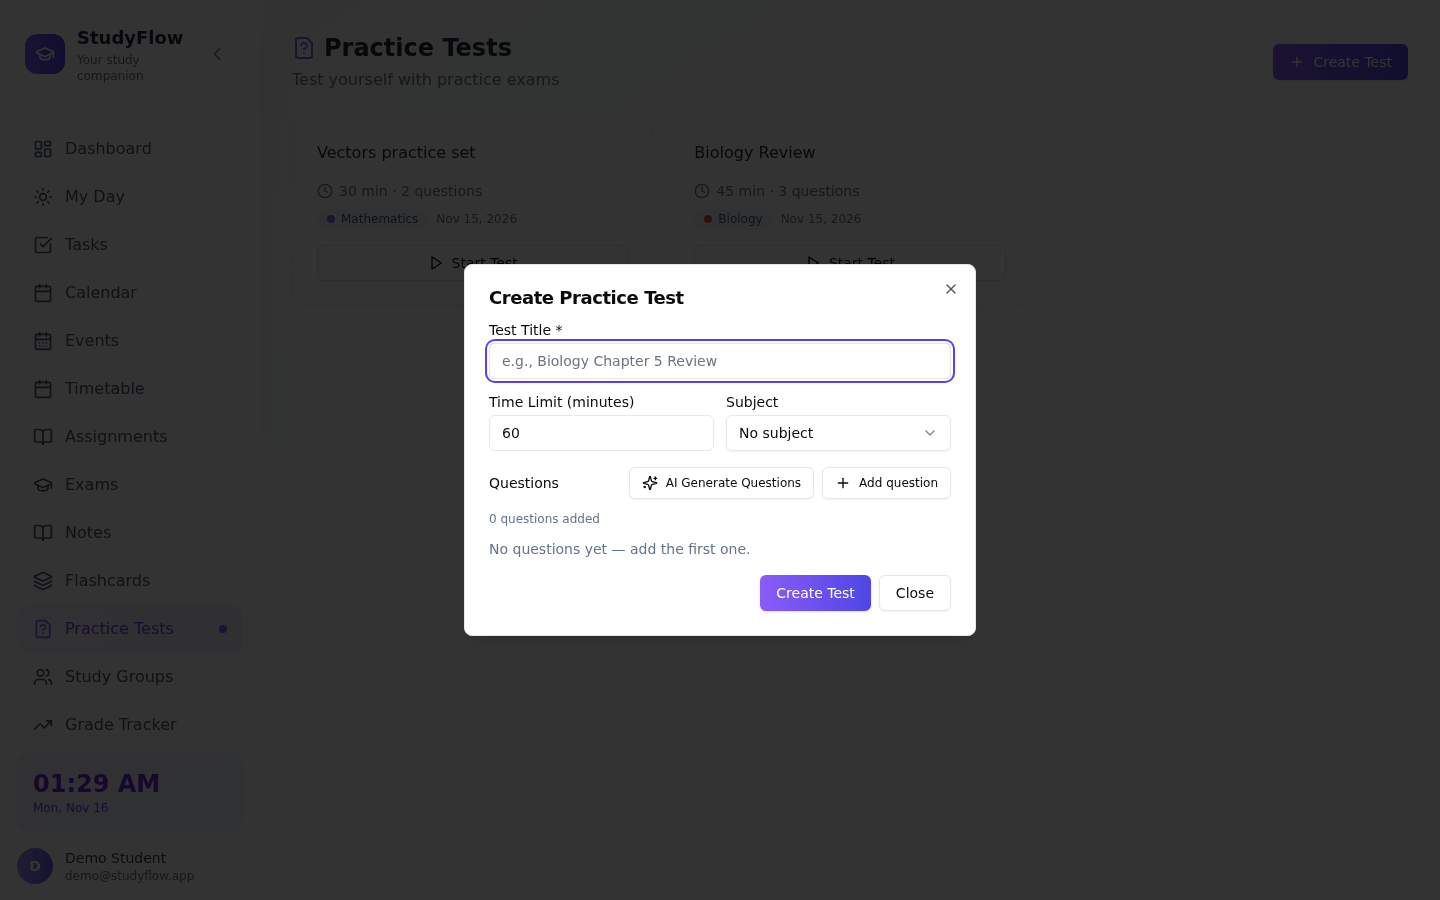 StudyFlow
Your study
companion
Dashboard
My Day
Tasks
Calendar
Events
Timetable
Assignments
Exams
Notes
Flashcards
Practice Tests
Study Groups
Grade Tracker
01:29 AM
Mon, Nov 16
D
Demo Student
demo@studyflow.app
Practice Tests
Test yourself with practice exams
Create Test
Vectors practice set
30 min · 2 questions
Mathematics Nov 15, 2026
Start Test
Biology Review
45 min · 3 questions
Biology Nov 15, 2026
Start Test
Create Practice Test
Test Title *
e.g., Biology Chapter 5 Review
Time Limit (minutes)
60
Subject
No subject
Questions
AI Generate Questions
Add question
0 questions added
No questions yet — add the first one.
Create Test
Close